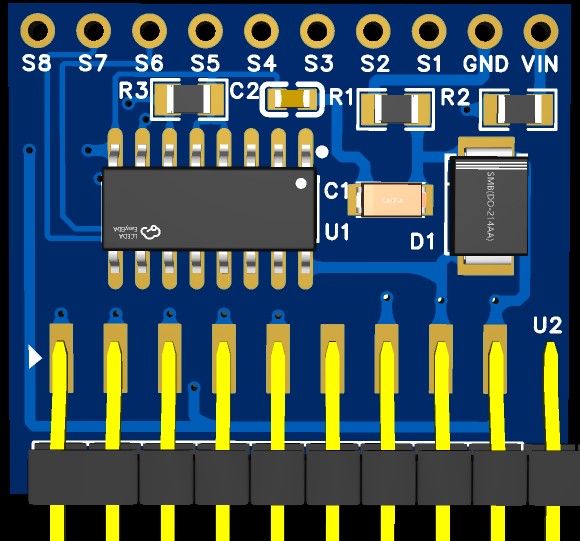 S8 S7 S6 S5 S4 S3 S2 S1 GND VIN
R3 C2 R1 R2
C1
U1
D1
SMB(DO-214AA)
LCEDA
EasyEDA
U2